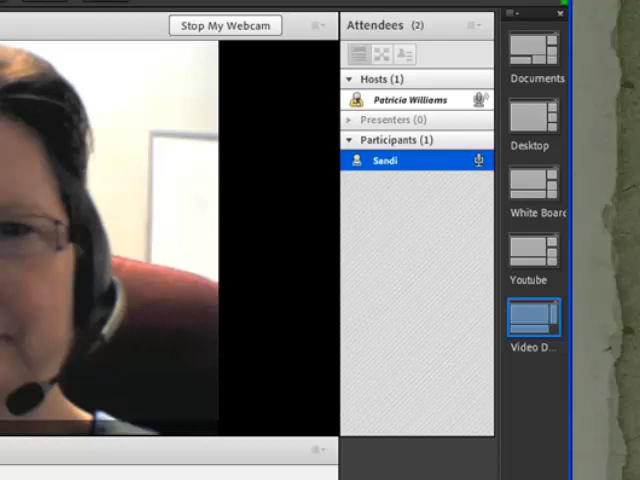 Stop My Webcam
Attendees (2)
Hosts (1)
Patricia Williams
Presenters (0)
Participants (1)
Sandi
Documents
Desktop
White Boarc
Youtube
Video D...